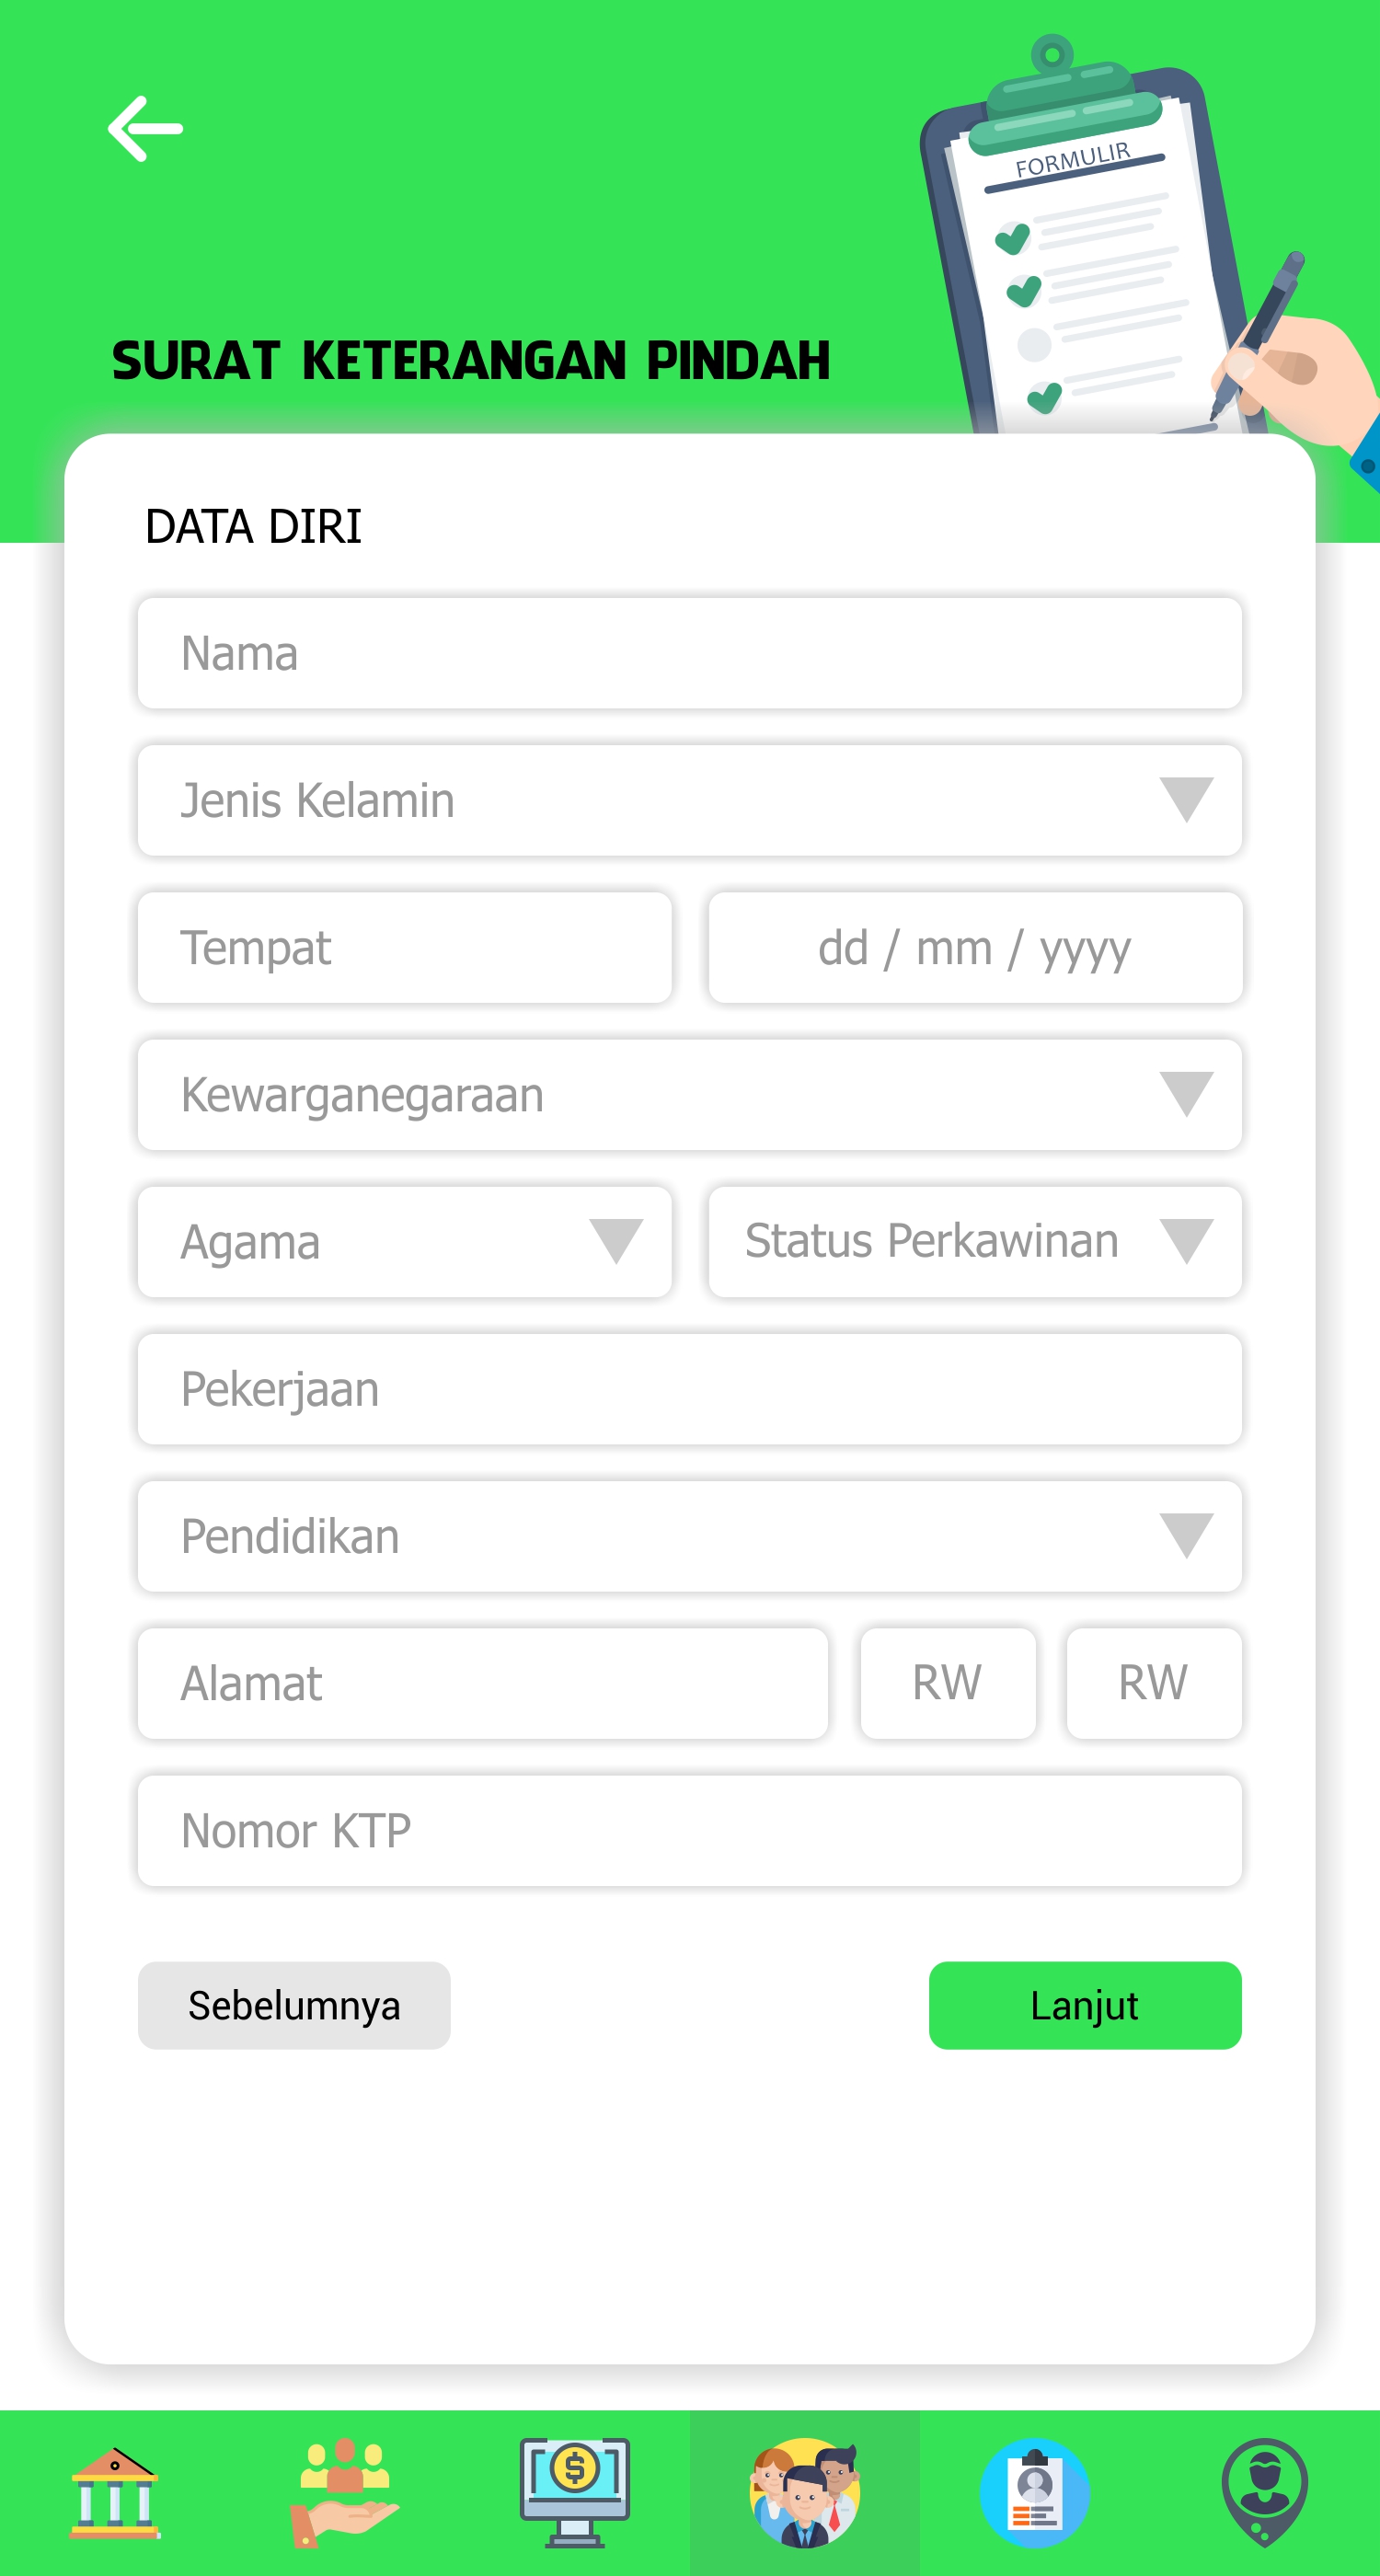 FORMULIR
SURAT KETERANGAN PINDAH
DATA DIRI
Nama
Jenis Kelamin
Tempat
dd / mm / yyyy
Kewarganegaraan
Agama
Status Perkawinan
Pekerjaan
Pendidikan
Alamat
RW
RW
Nomor KTP
Sebelumnya
Lanjut
$